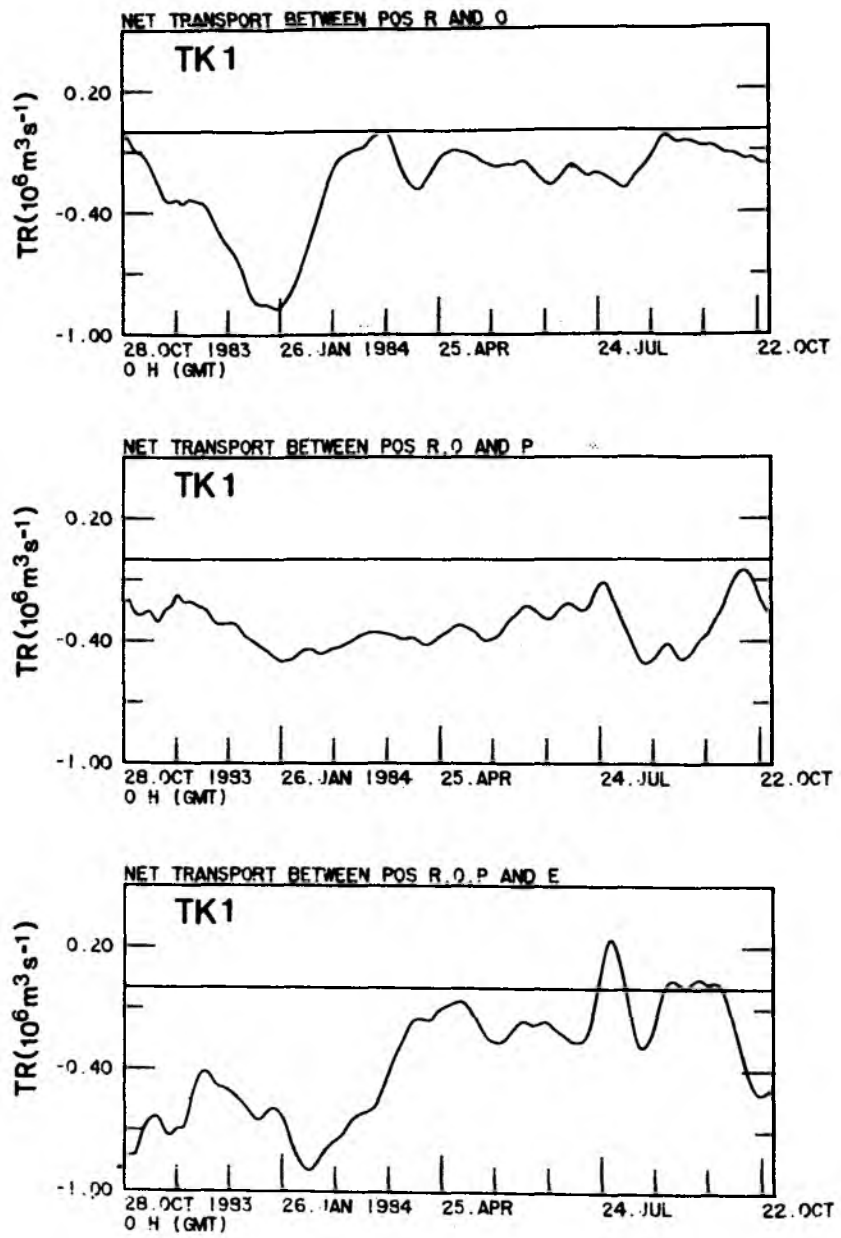 NET TRANSPORT BETWEEN POS R AND O
TK1
0.20
-0.40
-1.00
TR(10⁶m³s⁻¹)
28.OCT 1983 26.JAN 1984 25.APR 24.JUL 22.OCT
0 H (GMT)
NET TRANSPORT BETWEEN POS R,O AND P
TK1
0.20
-0.40
-1.00
TR(10⁶m³s⁻¹)
28.OCT 1993 26.JAN 1994 25.APR 24.JUL 22.OCT
0 H (GMT)
NET TRANSPORT BETWEEN POS R,O,P AND E
TK1
0.20
-0.40
-1.00
TR(10⁶m³s⁻¹)
28.OCT 1993 26.JAN 1994 25.APR 24.JUL 22.OCT
0 H (GMT)